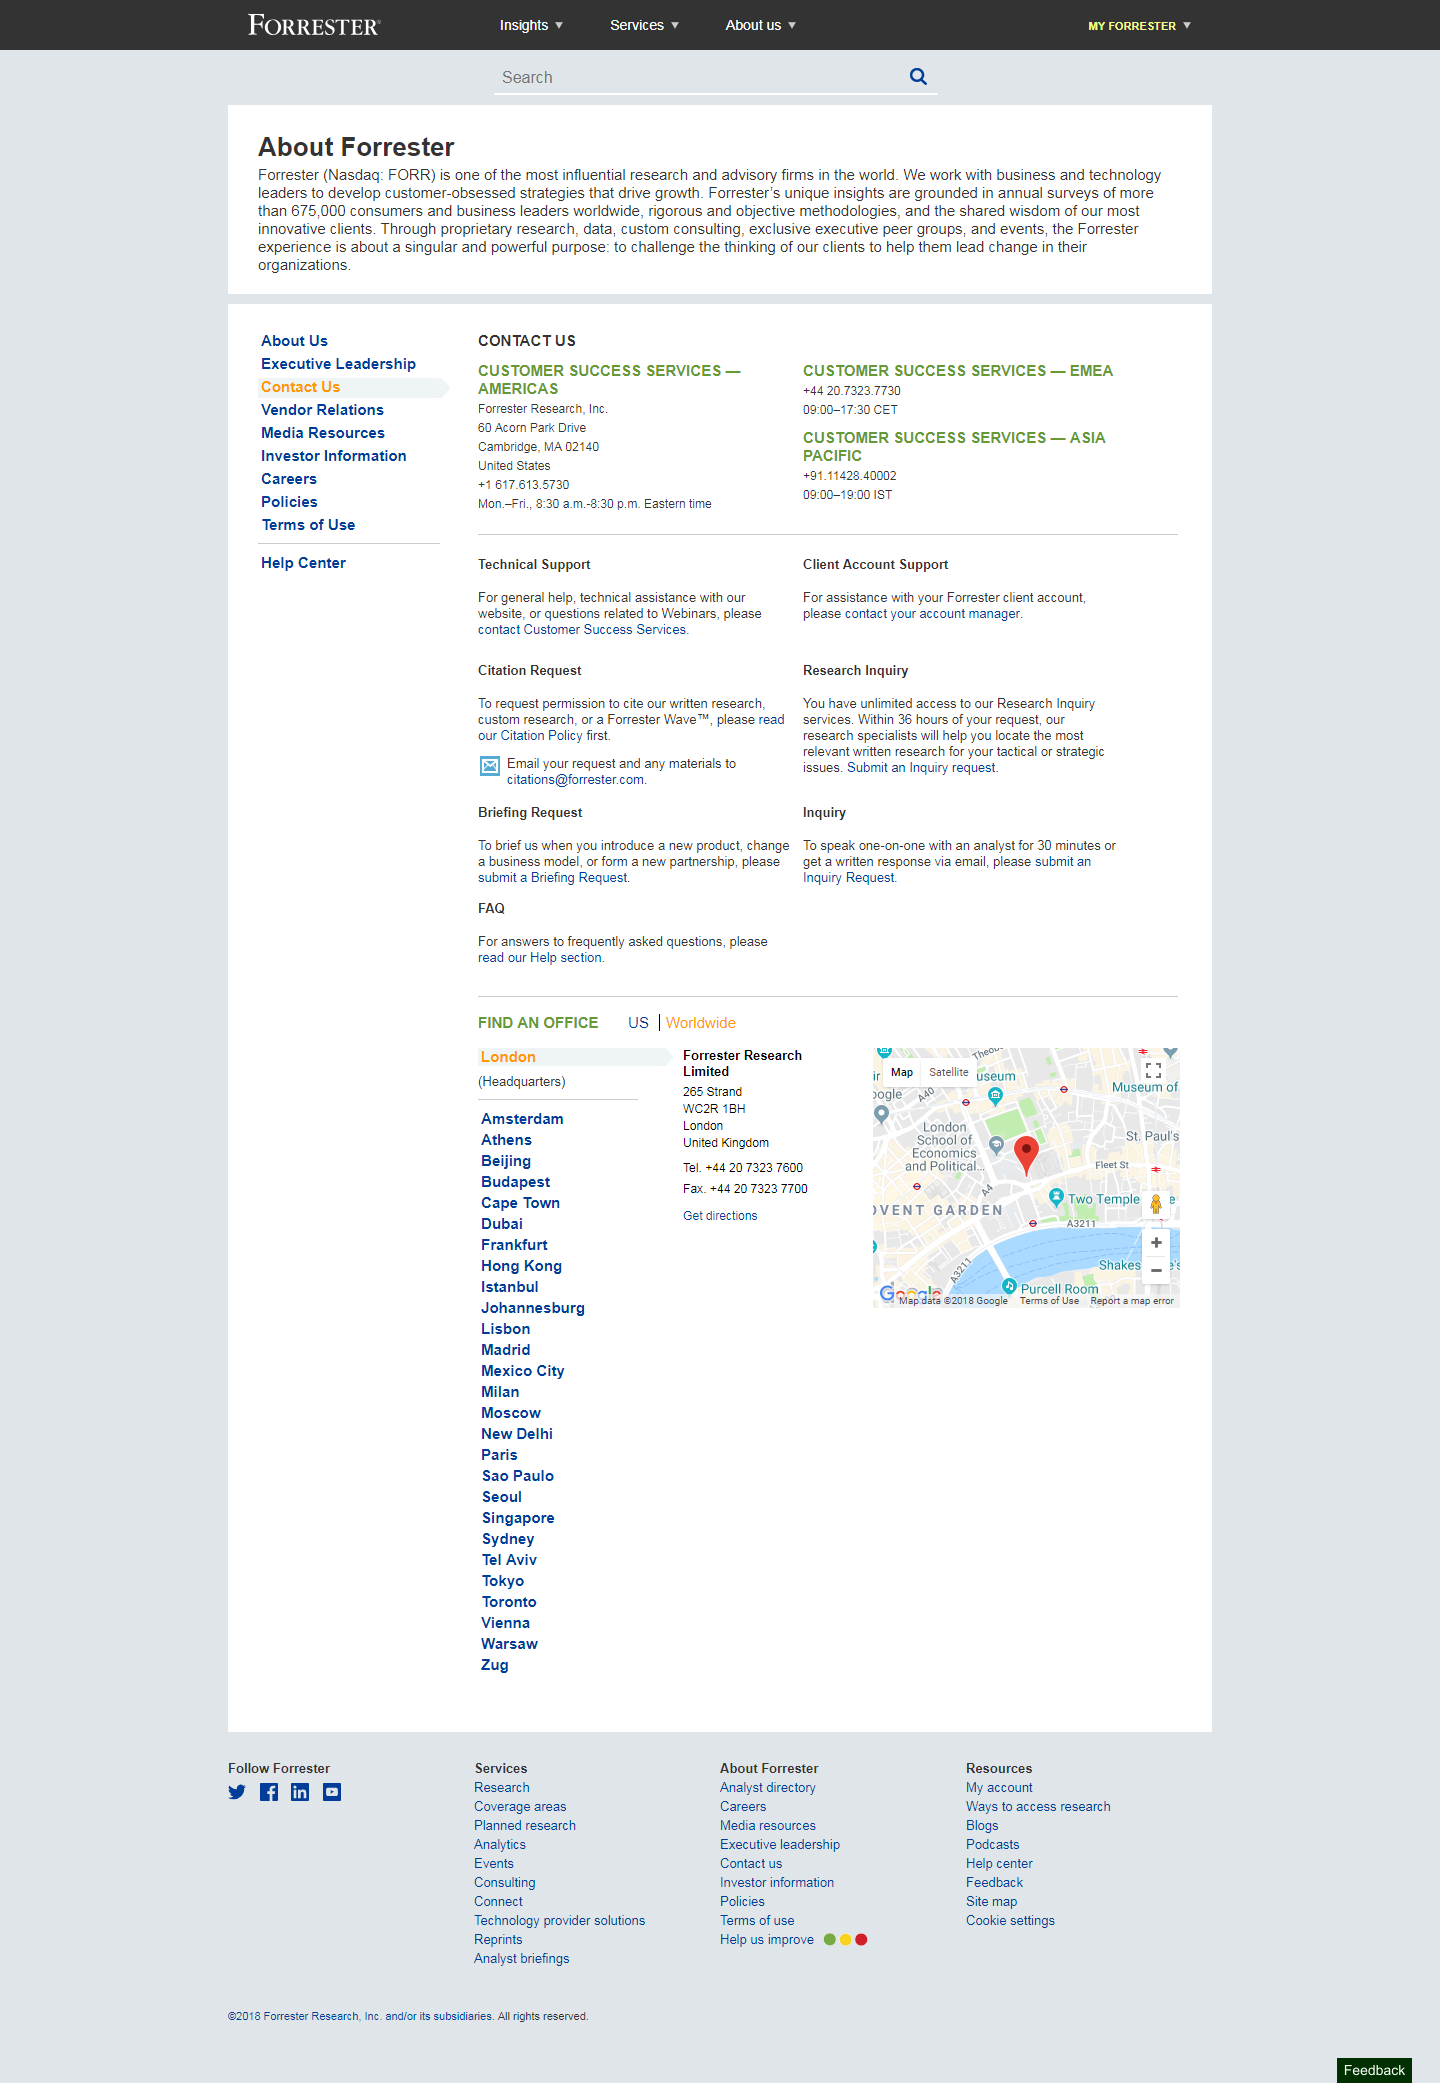 FORRESTER
Insights
Services
About us
MY FORRESTER
Search
About Forrester
Forrester (Nasdaq: FORR) is one of the most influential research and advisory firms in the world. We work with business and technology
leaders to develop customer-obsessed strategies that drive growth. Forrester's unique insights are grounded in annual surveys of more
than 675,000 consumers and business leaders worldwide, rigorous and objective methodologies, and the shared wisdom of our most
innovative clients. Through proprietary research, data, custom consulting, exclusive executive peer groups, and events, the Forrester
experience is about a singular and powerful purpose: to challenge the thinking of our clients to help them lead change in their
organizations.
About Us
Executive Leadership
Contact Us
Vendor Relations
Media Resources
Investor Information
Careers
Policies
Terms of Use
Help Center
CONTACT US
CUSTOMER SUCCESS SERVICES —
AMERICAS
Forrester Research, Inc.
60 Acorn Park Drive
Cambridge, MA 02140
United States
+1 617.613.5730
Mon.–Fri., 8:30 a.m.-8:30 p.m. Eastern time
CUSTOMER SUCCESS SERVICES — EMEA
+44 20.7323.7730
09:00–17:30 CET
CUSTOMER SUCCESS SERVICES — ASIA
PACIFIC
+91.11428.40002
09:00–19:00 IST
Technical Support
For general help, technical assistance with our
website, or questions related to Webinars, please
contact Customer Success Services.
Client Account Support
For assistance with your Forrester client account,
please contact your account manager.
Citation Request
To request permission to cite our written research,
custom research, or a Forrester Wave™, please read
our Citation Policy first.
Email your request and any materials to
citations@forrester.com.
Research Inquiry
You have unlimited access to our Research Inquiry
services. Within 36 hours of your request, our
research specialists will help you locate the most
relevant written research for your tactical or strategic
issues. Submit an Inquiry request.
Briefing Request
To brief us when you introduce a new product, change
a business model, or form a new partnership, please
submit a Briefing Request.
Inquiry
To speak one-on-one with an analyst for 30 minutes or
get a written response via email, please submit an
Inquiry Request.
FAQ
For answers to frequently asked questions, please
read our Help section.
FIND AN OFFICE
US
Worldwide
London
(Headquarters)
Amsterdam
Athens
Beijing
Budapest
Cape Town
Dubai
Frankfurt
Hong Kong
Istanbul
Johannesburg
Lisbon
Madrid
Mexico City
Milan
Moscow
New Delhi
Paris
Sao Paulo
Seoul
Singapore
Sydney
Tel Aviv
Tokyo
Toronto
Vienna
Warsaw
Zug
Forrester Research
Limited
265 Strand
WC2R 1BH
London
United Kingdom
Tel. +44 20 7323 7600
Fax. +44 20 7323 7700
Get directions
Map
Satellite
Museum of
A40
London
School of
Economics
and Political...
St. Paul's
Fleet St
A4
Two Temple
OVENT GARDEN
A3211
A3211
Purcell Room
Google
Map data ©2018 Google
Terms of Use
Report a map error
Follow Forrester
Services
Research
Coverage areas
Planned research
Analytics
Events
Consulting
Connect
Technology provider solutions
Reprints
Analyst briefings
About Forrester
Analyst directory
Careers
Media resources
Executive leadership
Contact us
Investor information
Policies
Terms of use
Help us improve
Resources
My account
Ways to access research
Blogs
Podcasts
Help center
Feedback
Site map
Cookie settings
©2018 Forrester Research, Inc. and/or its subsidiaries. All rights reserved.
Feedback